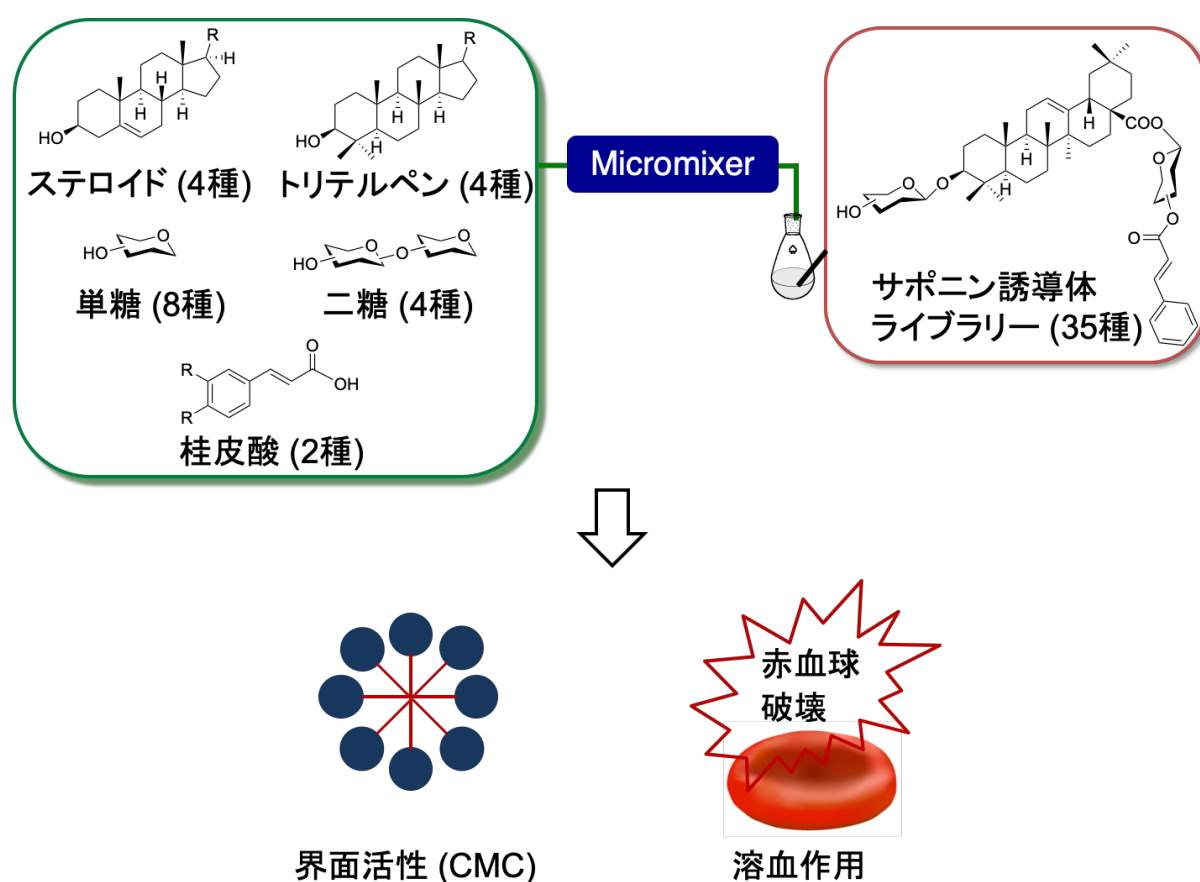 R
H
H
H
H
HO
ステロイド (4種)
R
H
H
H
HO
トリテルペン (4種)
HO
O
単糖 (8種)
HO
O
O
O
二糖 (4種)
R
R
O
OH
桂皮酸 (2種)
Micromixer
H
H
COO
O
HO
O
O
O
O
サポニン誘導体
ライブラリー (35種)
赤血球
破壊
界面活性 (CMC)
溶血作用